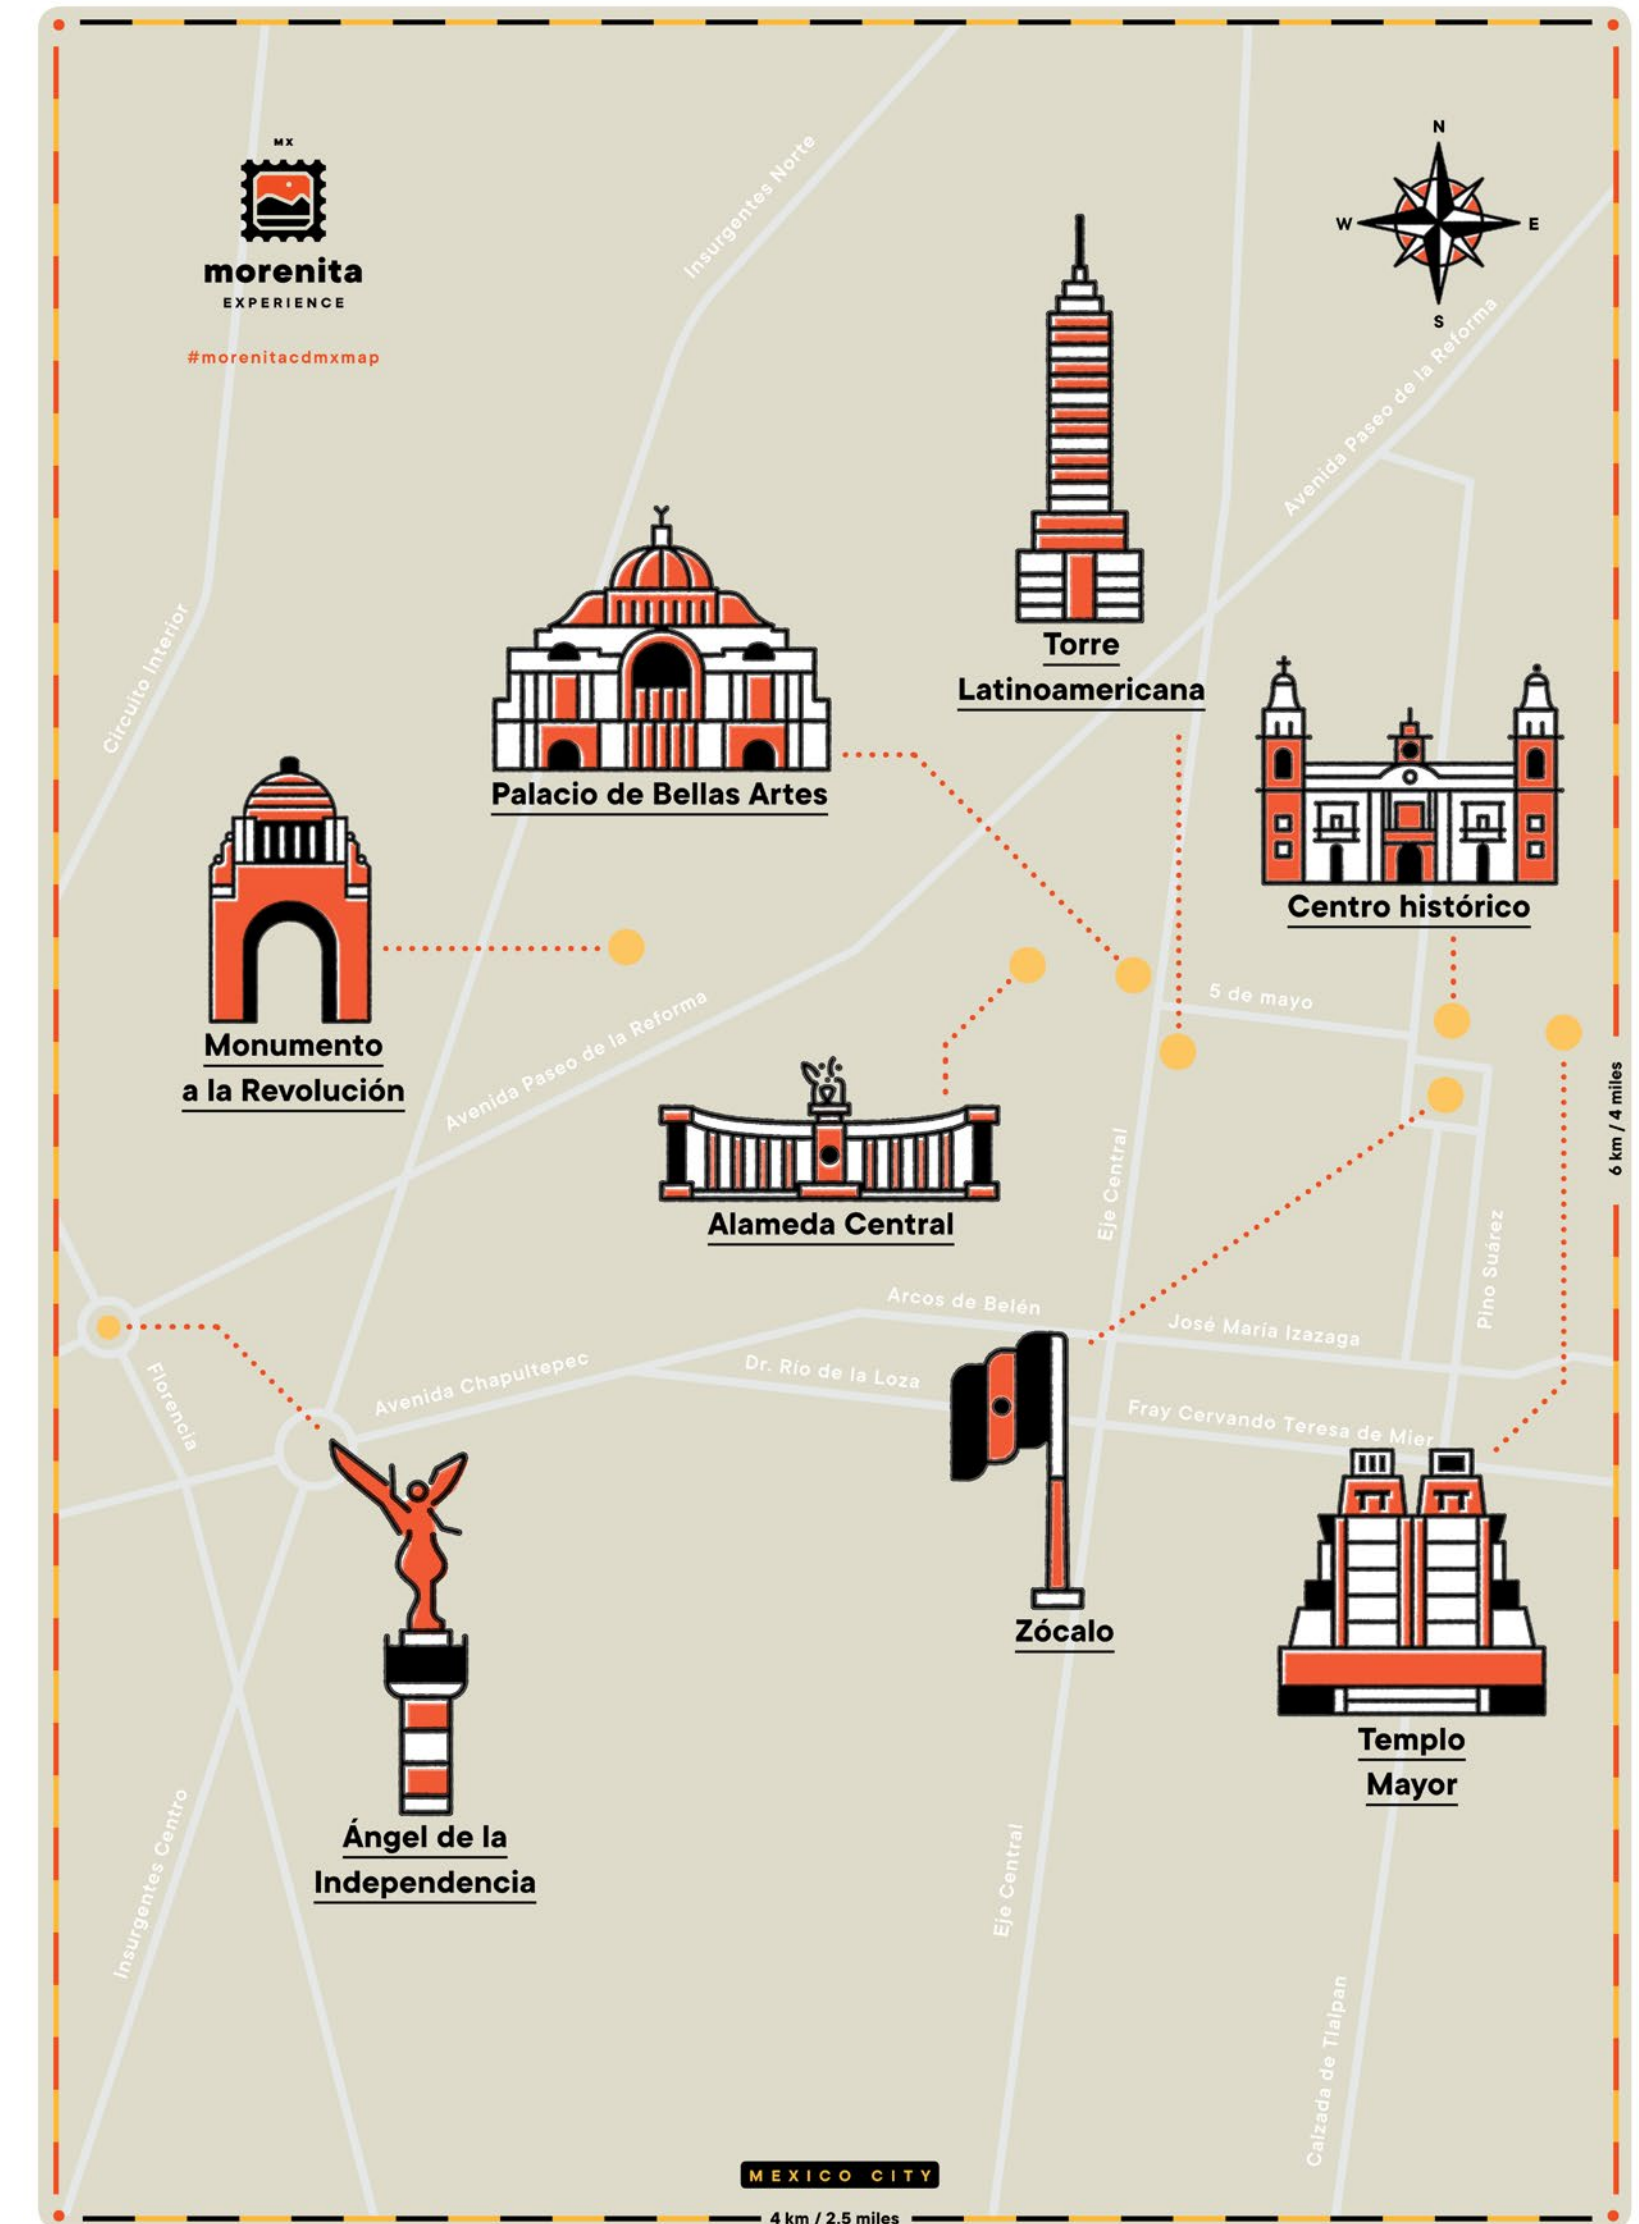 MX
morenita
EXPERIENCE
#morenitacdmxmap
N
W
E
S
Insurgentes Norte
Avenida Paseo de la Reforma
Circuito Interior
Torre
Latinoamericana
Palacio de Bellas Artes
Centro histórico
5 de mayo
Monumento
a la Revolución
Avenida Paseo de la Reforma
6 km / 4 miles
Alameda Central
Eje Central
Pino Suárez
Arcos de Belén
José María Izazaga
Florencia
Avenida Chapultepec
Dr. Río de la Loza
Fray Cervando Teresa de Mier
Zócalo
Templo
Mayor
Ángel de la
Independencia
Insurgentes Centro
Eje Central
Calzada de Tlalpan
MEXICO CITY
4 km / 2.5 miles